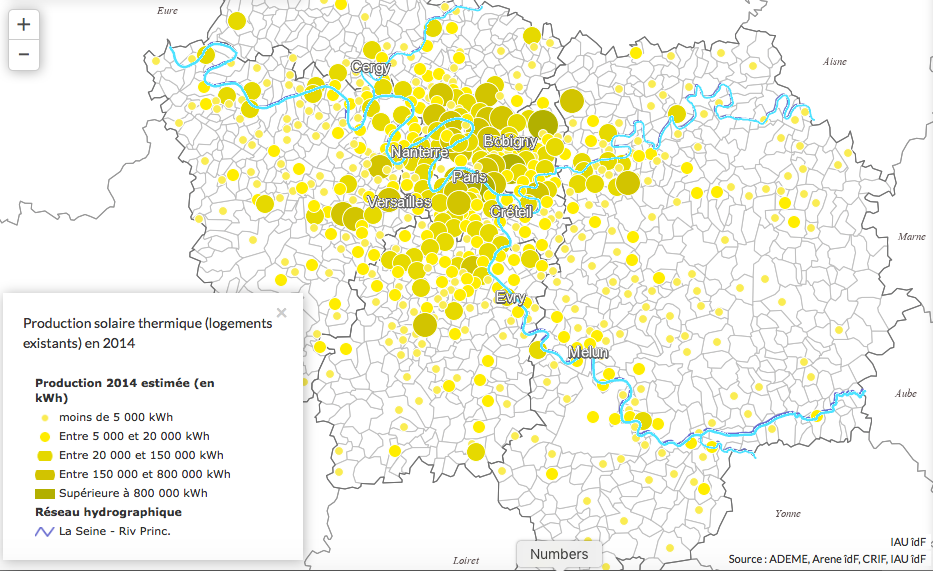 Eure
+
−
Aisne
Cergy
Bobigny
Nanterre
Paris
Versailles
Créteil
Marne
Evry
×
Production solaire thermique (logements
existants) en 2014
Melun
Production 2014 estimée (en
kWh)
moins de 5 000 kWh
Entre 5 000 et 20 000 kWh
Entre 20 000 et 150 000 kWh
Entre 150 000 et 800 000 kWh
Supérieure à 800 000 kWh
Réseau hydrographique
La Seine - Riv Princ.
Aube
Yonne
Loiret
Numbers
IAU îdF
Source : ADEME, Arene îdF, CRIF, IAU îdF